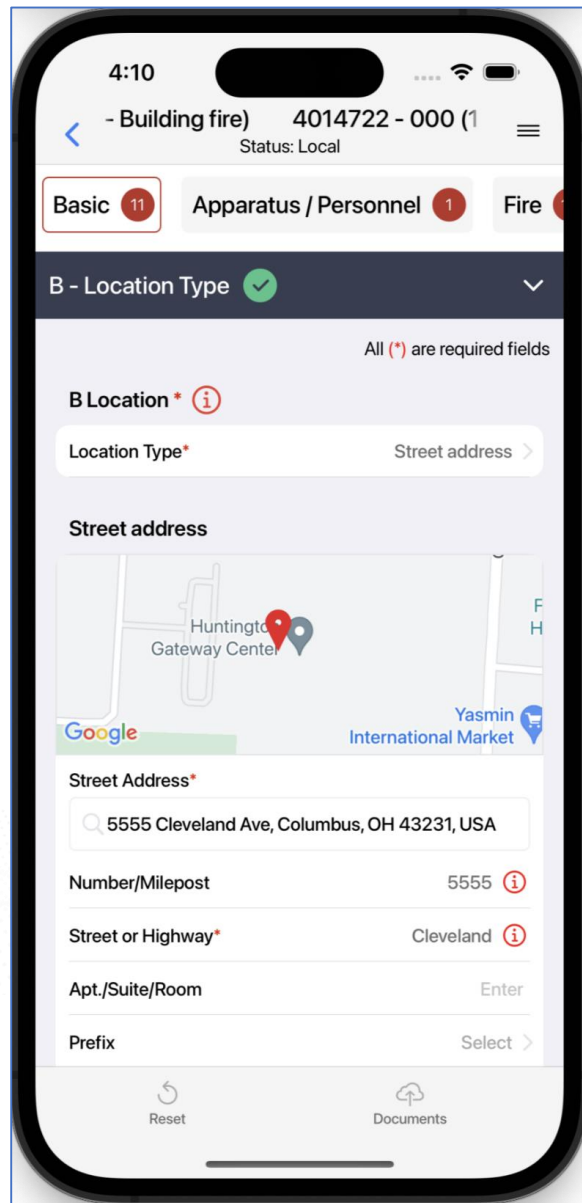 4:10
- Building fire) 4014722 - 000 (1
Status: Local
Basic 11 Apparatus / Personnel 1 Fire
B - Location Type
All (*) are required fields
B Location * i
Location Type* Street address
Street address
Huntingto
Gateway Center
F
H
Google
Yasmin
International Market
Street Address*
5555 Cleveland Ave, Columbus, OH 43231, USA
Number/Milepost 5555 i
Street or Highway* Cleveland i
Apt./Suite/Room Enter
Prefix Select
Reset Documents